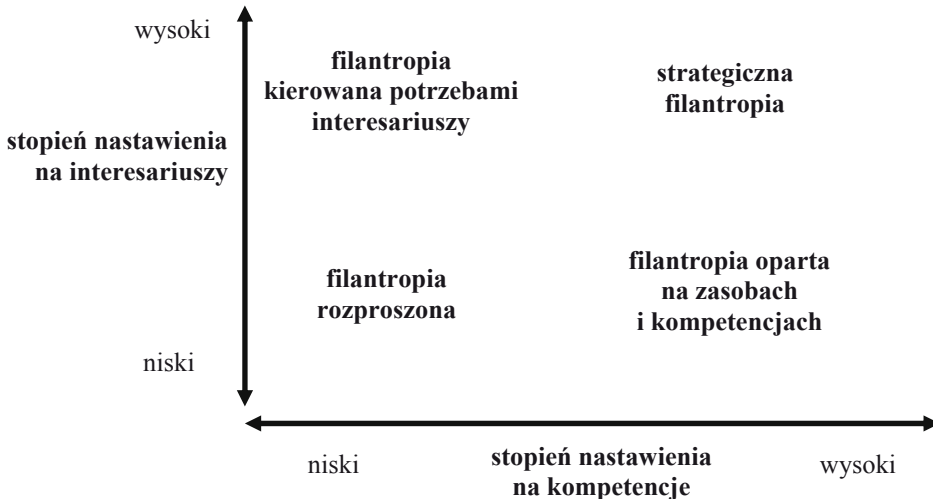 wysoki
filantropia
kierowana potrzebami
interesariuszy
strategiczna
filantropia
stopień nastawienia
na interesariuszy
filantropia
rozproszona
filantropia oparta
na zasobach
i kompetencjach
niski
niski
stopień nastawienia
na kompetencje
wysoki